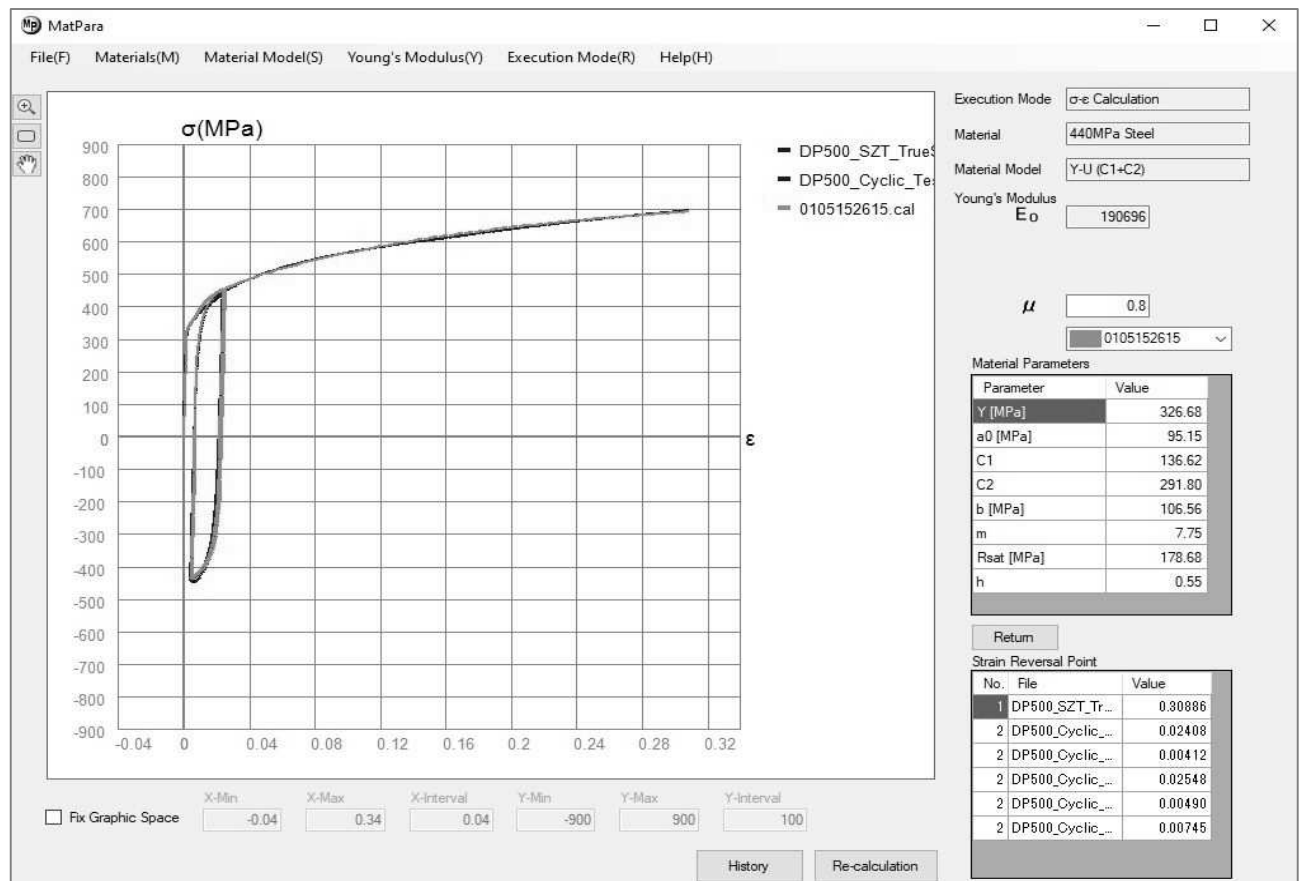 MP MatPara
File(F) Materials(M) Material Model(S) Young's Modulus(Y) Execution Mode(R) Help(H)
σ(MPa)
900
800
700
600
500
400
300
200
100
0
-100
-200
-300
-400
-500
-600
-700
-800
-900
-0.04 0 0.04 0.08 0.12 0.16 0.2 0.24 0.28 0.32
ε
DP500_SZT_TrueS
DP500_Cyclic_Tes
0105152615.cal
Execution Mode σ-ε Calculation
Material 440MPa Steel
Material Model Y-U (C1+C2)
Young's Modulus
E₀ 190696
μ 0.8
0105152615
Material Parameters
Parameter Value
Y [MPa] 326.68
a0 [MPa] 95.15
C1 136.62
C2 291.80
b [MPa] 106.56
m 7.75
Rsat [MPa] 178.68
h 0.55
Return
Strain Reversal Point
No. File Value
1 DP500_SZT_Tr... 0.30886
2 DP500_Cyclic_... 0.02408
2 DP500_Cyclic_... 0.00412
2 DP500_Cyclic_... 0.02548
2 DP500_Cyclic_... 0.00490
2 DP500_Cyclic_... 0.00745
X-Min X-Max X-Interval Y-Min Y-Max Y-Interval
Fix Graphic Space -0.04 0.34 0.04 -900 900 100
History Re-calculation